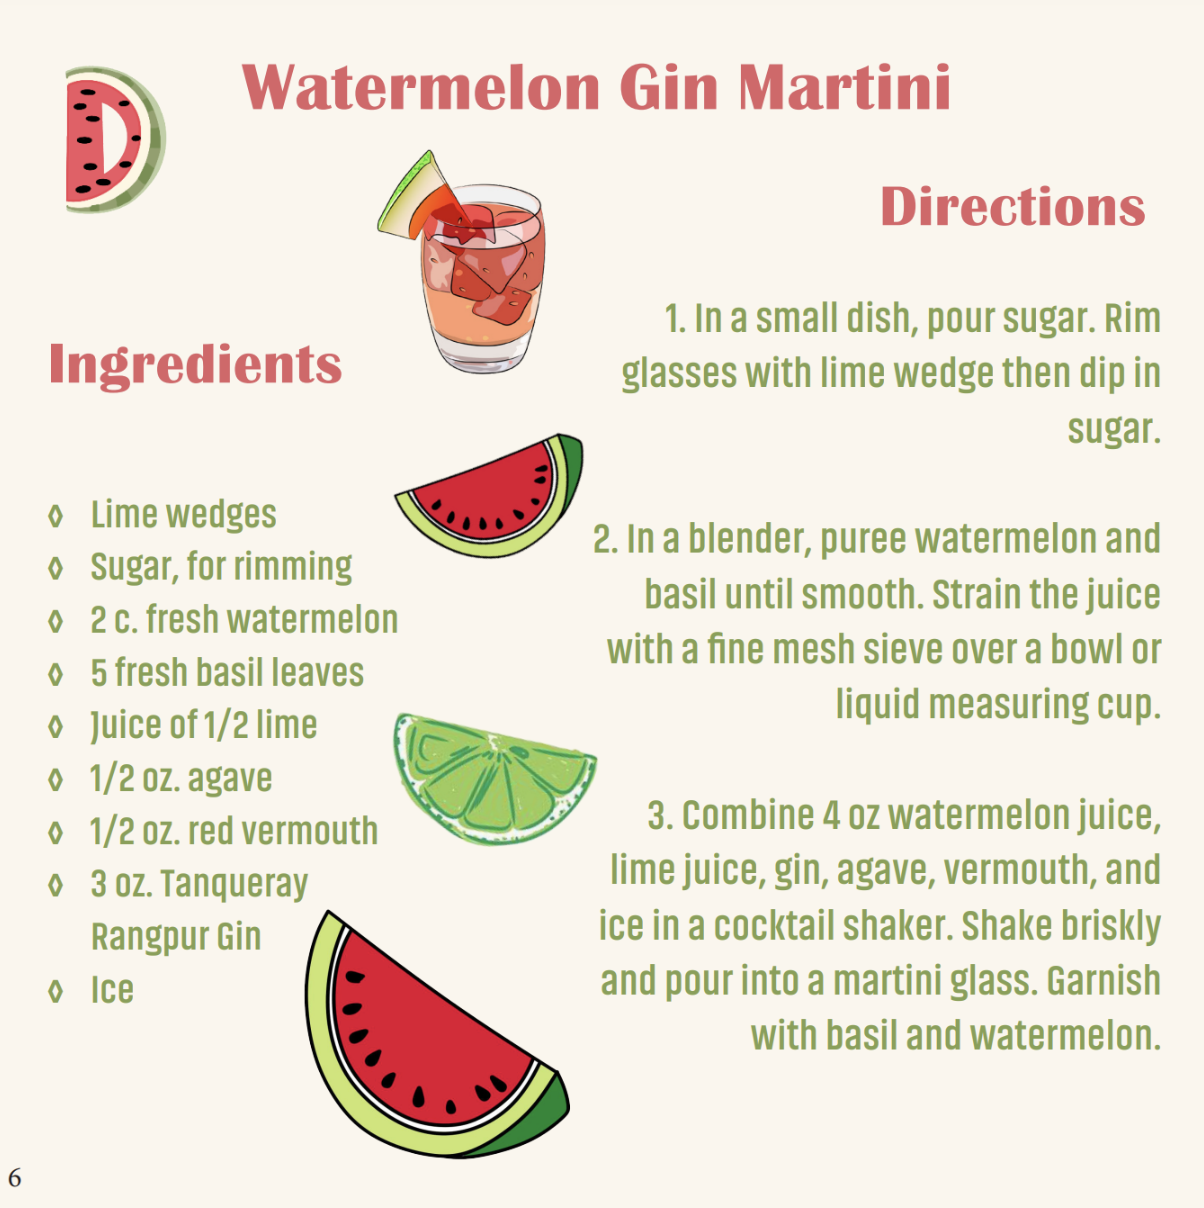 D
Watermelon Gin Martini
Ingredients
◊ Lime wedges
◊ Sugar, for rimming
◊ 2 c. fresh watermelon
◊ 5 fresh basil leaves
◊ Juice of 1/2 lime
◊ 1/2 oz. agave
◊ 1/2 oz. red vermouth
◊ 3 oz. Tanqueray
Rangpur Gin
◊ Ice
Directions
1. In a small dish, pour sugar. Rim
glasses with lime wedge then dip in
sugar.
2. In a blender, puree watermelon and
basil until smooth. Strain the juice
with a fine mesh sieve over a bowl or
liquid measuring cup.
3. Combine 4 oz watermelon juice,
lime juice, gin, agave, vermouth, and
ice in a cocktail shaker. Shake briskly
and pour into a martini glass. Garnish
with basil and watermelon.
6